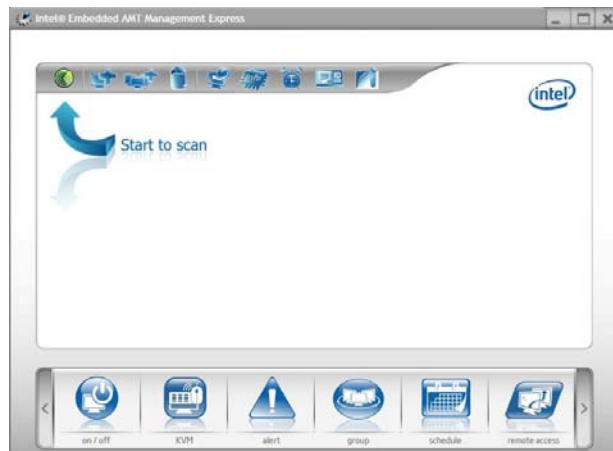 Intel® Embedded AMT Management Express
intel
Start to scan
on / off
KVM
alert
group
schedule
remote access